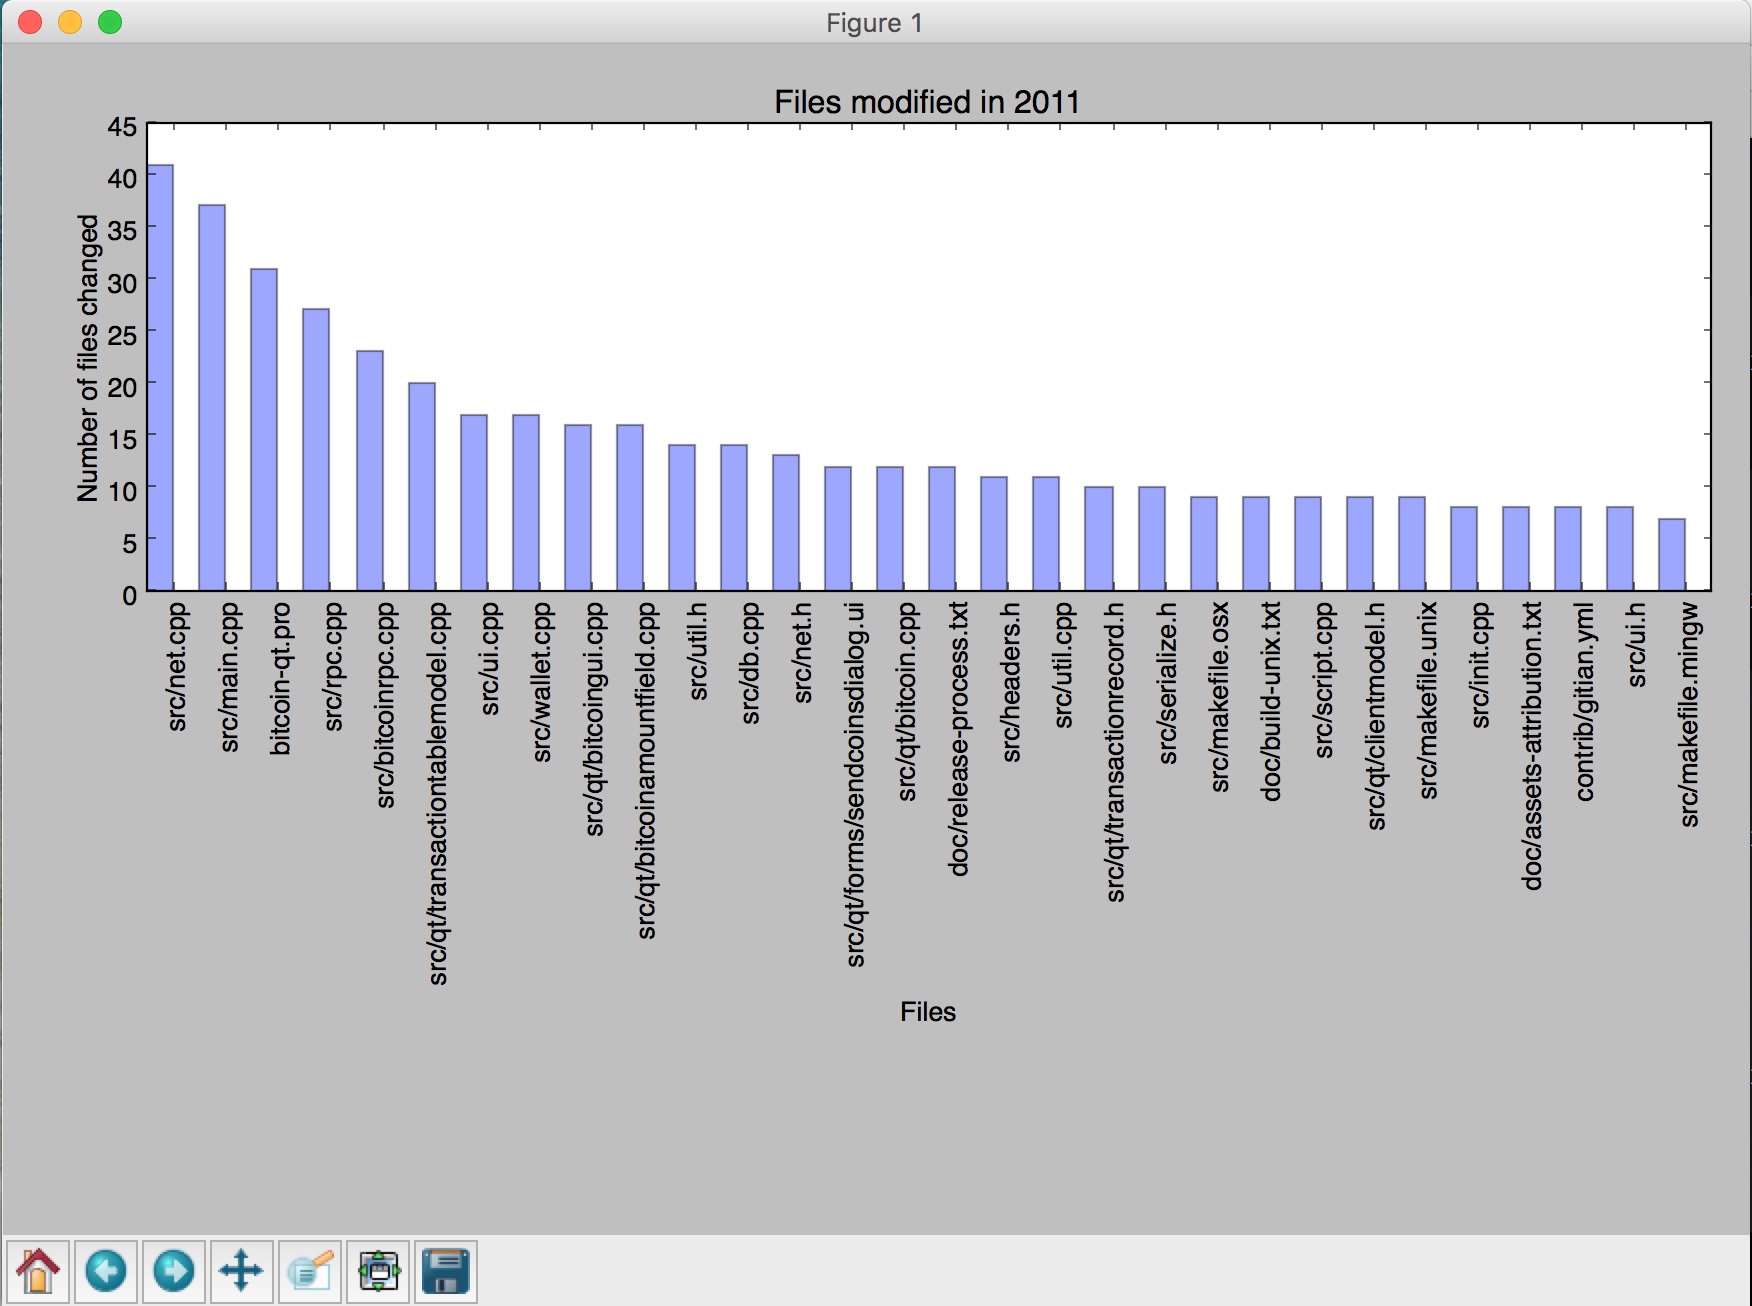 Figure 1
Files modified in 2011
Number of files changed
45
40
35
30
25
20
15
10
5
0
src/net.cpp
src/main.cpp
bitcoin-qt.pro
src/rpc.cpp
src/bitcoinrpc.cpp
src/qt/transactiontablemodel.cpp
src/ui.cpp
src/wallet.cpp
src/qt/bitcoingui.cpp
src/qt/bitcoinamountfield.cpp
src/util.h
src/db.cpp
src/net.h
src/qt/forms/sendcoinsdialog.ui
src/qt/bitcoin.cpp
doc/release-process.txt
src/headers.h
src/util.cpp
src/qt/transactionrecord.h
src/serialize.h
src/makefile.osx
doc/build-unix.txt
src/script.cpp
src/qt/clientmodel.h
src/makefile.unix
src/init.cpp
doc/assets-attribution.txt
contrib/gitian.yml
src/ui.h
src/makefile.mingw
Files